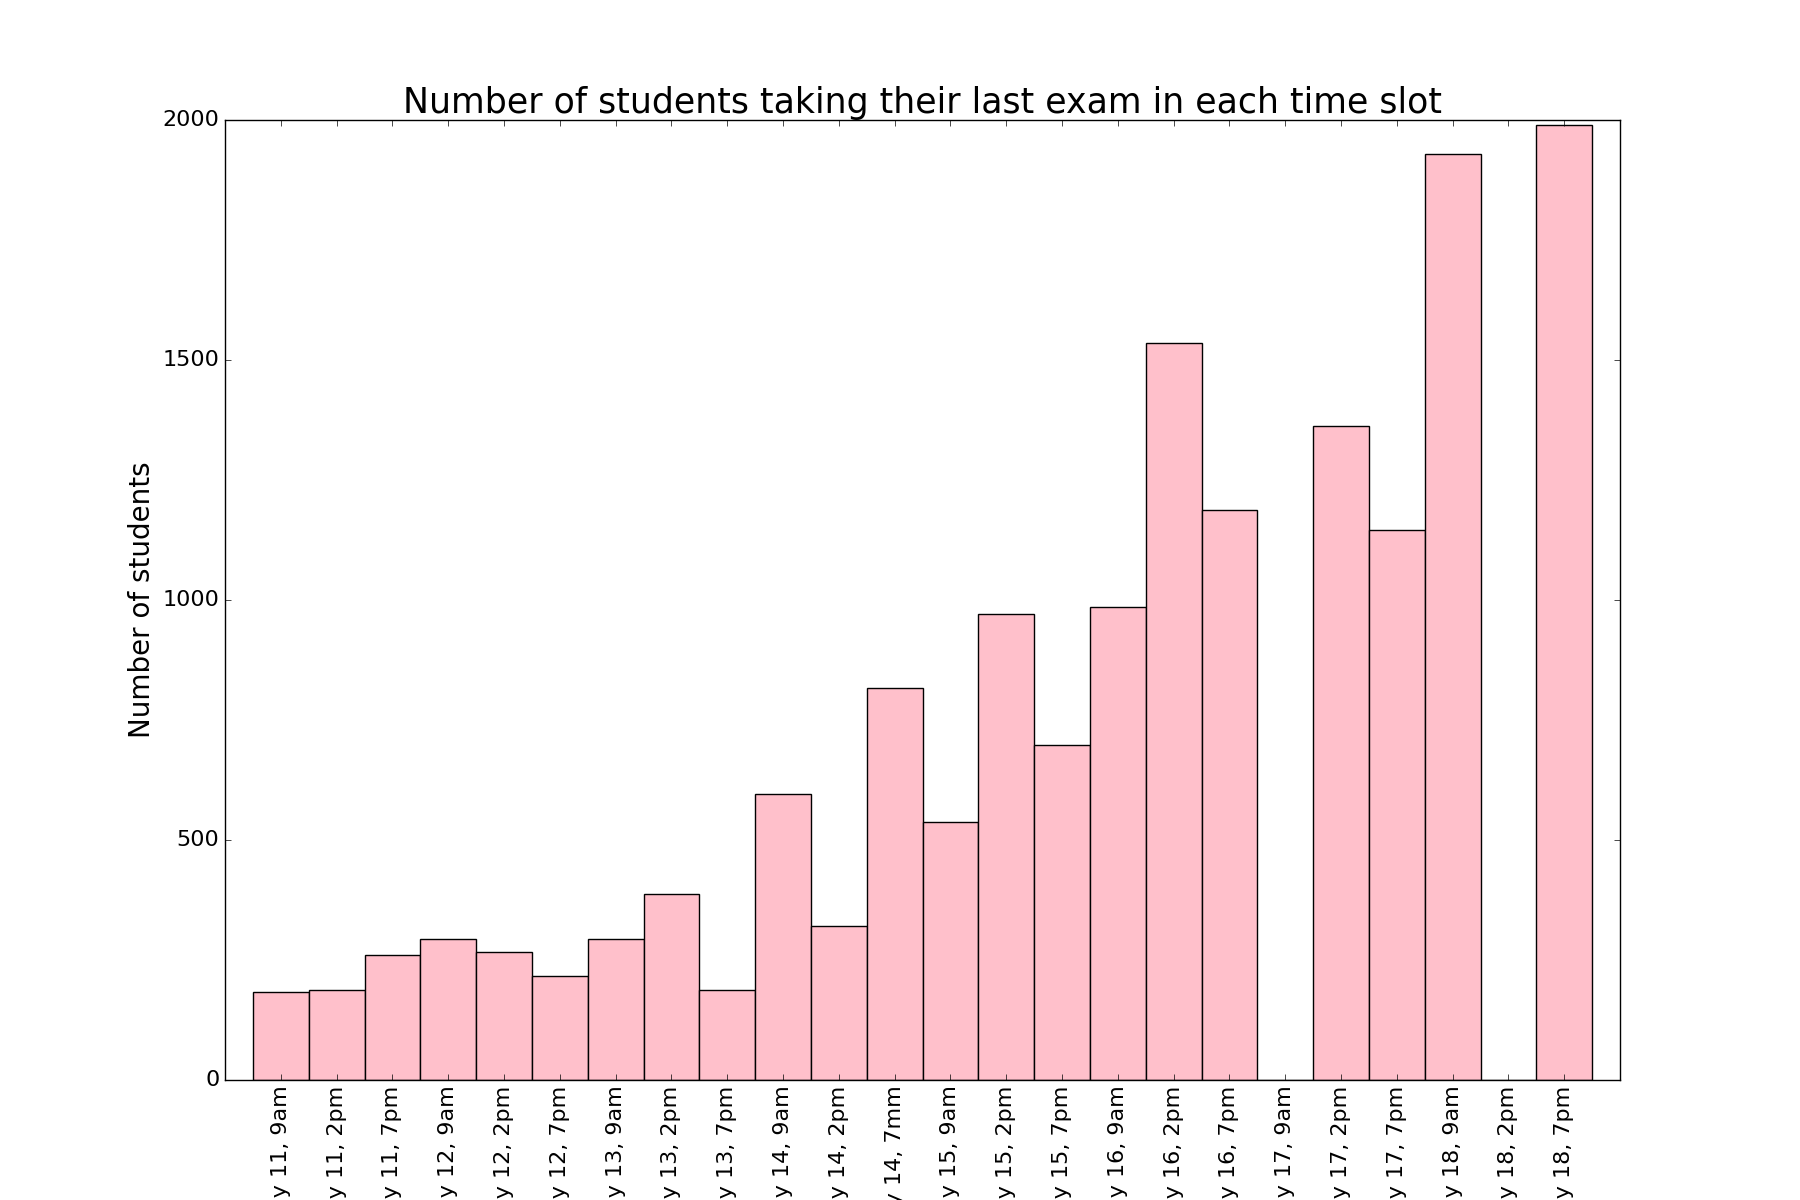 Number of students taking their last exam in each time slot
Number of students
2000
1500
1000
500
0
y 11, 9am
y 11, 2pm
y 11, 7pm
y 12, 9am
y 12, 2pm
y 12, 7pm
y 13, 9am
y 13, 2pm
y 13, 7pm
y 14, 9am
y 14, 2pm
y 14, 7mm
y 15, 9am
y 15, 2pm
y 15, 7pm
y 16, 9am
y 16, 2pm
y 16, 7pm
y 17, 9am
y 17, 2pm
y 17, 7pm
y 18, 9am
y 18, 2pm
y 18, 7pm